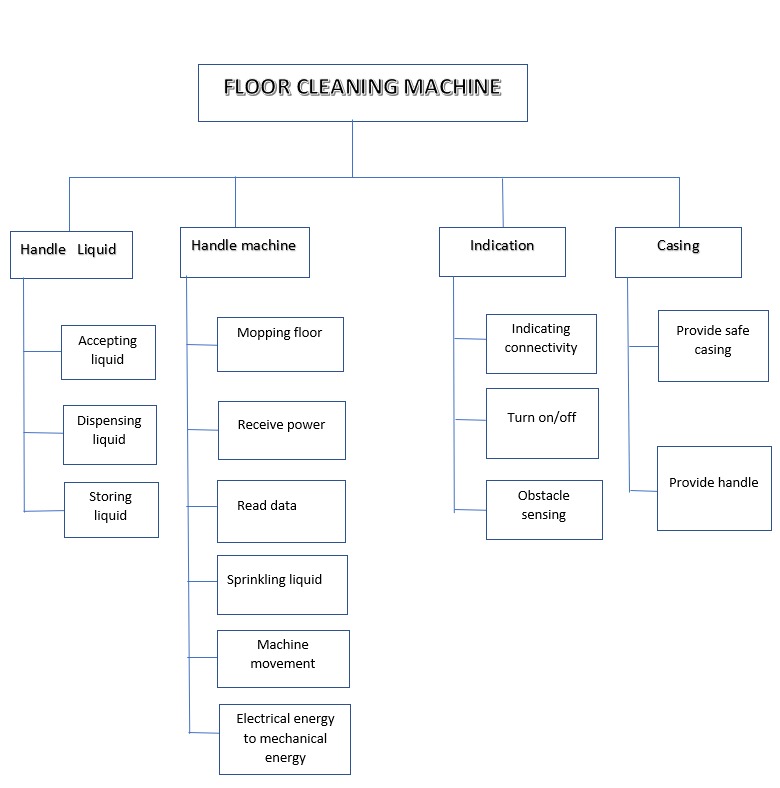 FLOOR CLEANING MACHINE
Handle Liquid
Accepting
liquid
Dispensing
liquid
Storing
liquid
Handle machine
Mopping floor
Receive power
Read data
Sprinkling liquid
Machine
movement
Electrical energy
to mechanical
energy
Indication
Indicating
connectivity
Turn on/off
Obstacle
sensing
Casing
Provide safe
casing
Provide handle